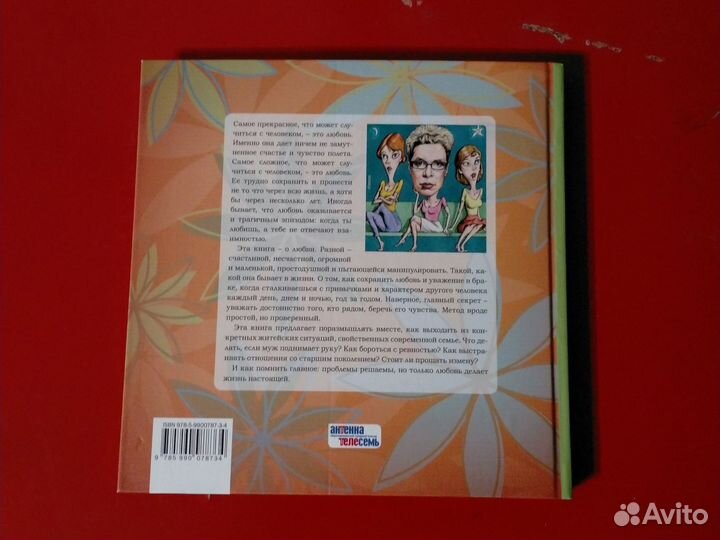 Самое прекрасное, что может слу-
читься с человеком, – это любовь.
Именно она дает ничем не замут-
ненное счастье и чувство полета.
Самое сложное, что может слу-
читься с человеком, – это любовь.
Ее трудно сохранить и пронести
не то что через всю жизнь, а хотя
бы через несколько лет. Иногда
бывает, что любовь оказывается
и трагичным эпизодом: когда ты
любишь, а тебе не отвечают вза-
имностью.
Эта книга – о любви. Разной –
счастливой, несчастной, огромной
и маленькой, простодушной и пытающейся манипулировать. Такой, ка-
кой она бывает в жизни. О том, как сохранить любовь и уважение в бра-
ке, когда сталкиваешься с привычками и характером другого человека
каждый день, днем и ночью, год за годом. Наверное, главный секрет –
уважать достоинство того, кто рядом, беречь его чувства. Метод вроде
простой, но проверенный.
Эта книга предлагает поразмышлять вместе, как выходить из кон-
кретных житейских ситуаций, свойственных современной семье. Что де-
лать, если муж поднимает руку? Как бороться с ревностью? Как выстра-
ивать отношения со старшим поколением? Стоит ли прощать измену?
И как помнить главное: проблемы решаемы, но только любовь делает
жизнь настоящей.
ISBN 978-5-9900787-3-4
9 785990 078734
антенна
телесемь
Avito